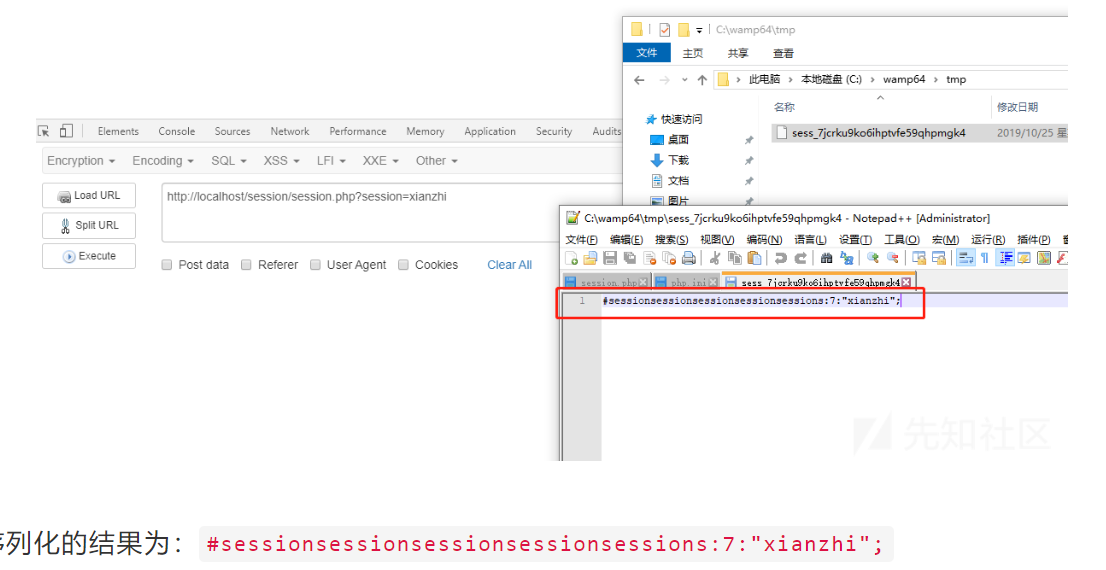 C:\wamp64\tmp
文件 主页 共享 查看
此电脑 › 本地磁盘 (C:) › wamp64 › tmp
名称 修改日期
快速访问
sess_7jcrku9ko6ihptvfe59qhpmgk4 2019/10/25 星
桌面
下载
文档
图片
Elements Console Sources Network Performance Memory Application Security Audits
Encryption Encoding SQL XSS LFI XXE Other
Load URL
http://localhost/session/session.php?session=xianzhi
Split URL
Execute
Post data Referer User Agent Cookies Clear All
C:\wamp64\tmp\sess_7jcrku9ko6ihptvfe59qhpmgk4 - Notepad++ [Administrator]
文件(F) 编辑(E) 搜索(S) 视图(V) 编码(N) 语言(L) 设置(T) 工具(O) 宏(M) 运行(R) 插件(P)
session.php php.ini sess_7jcrku9ko6ihptvfe59qhpmgk4
1 #sessionsessionsessionsessionsessions:7:"xianzhi";
先知社区
序列化的结果为： #sessionsessionsessionsessionsessions:7:"xianzhi";